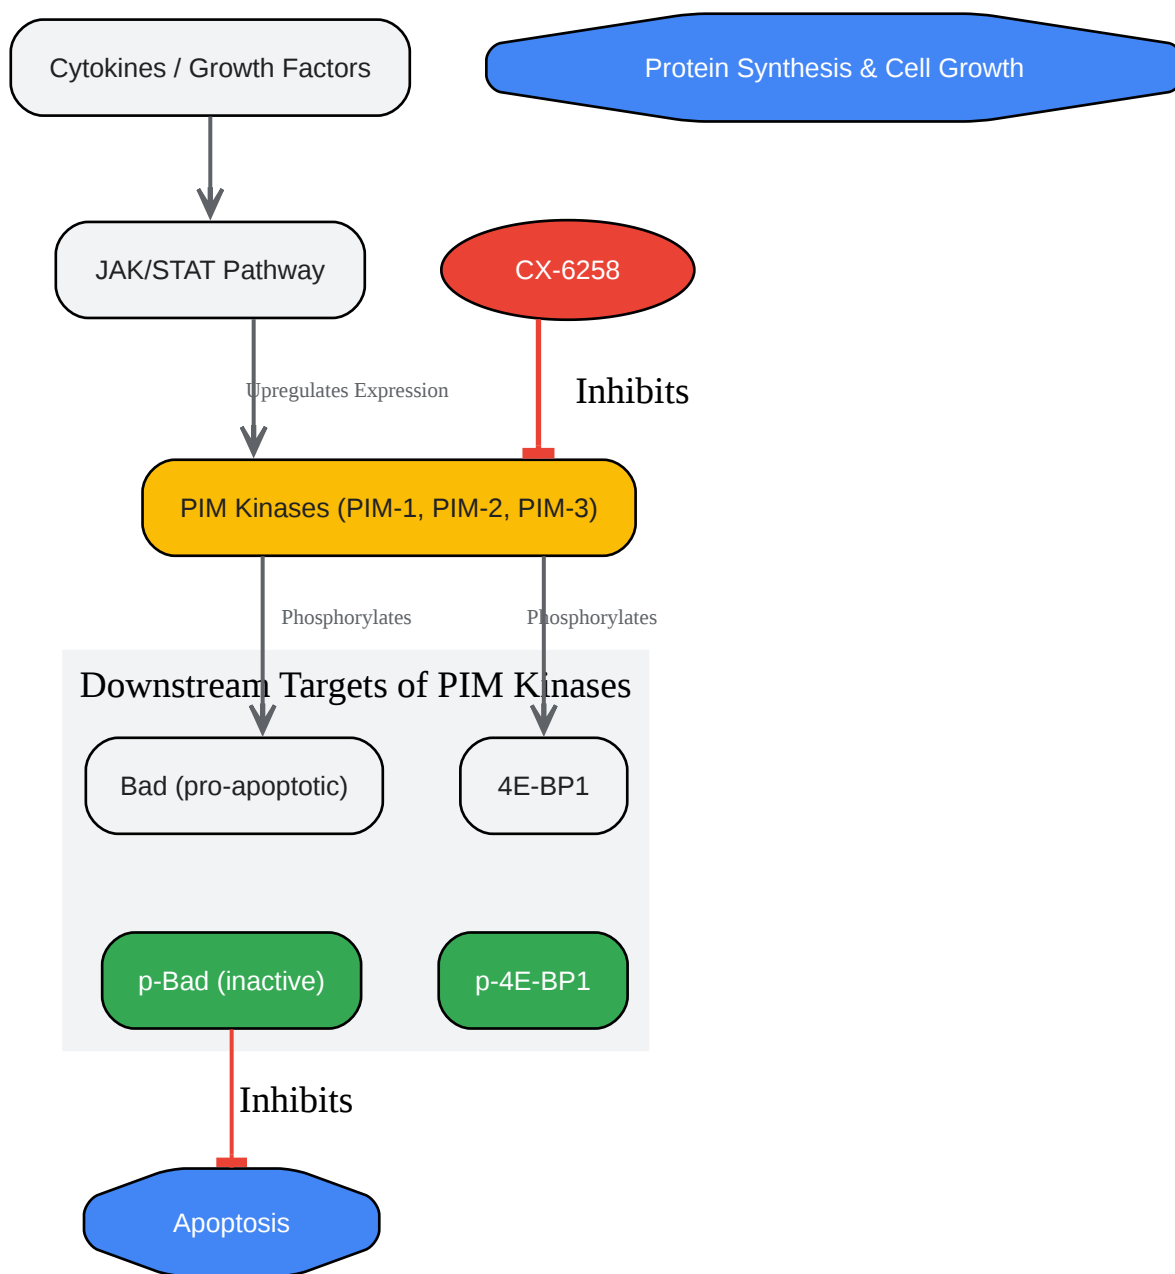 Cytokines / Growth Factors
Protein Synthesis & Cell Growth
JAK/STAT Pathway
CX-6258
Upregulates Expression
Inhibits
PIM Kinases (PIM-1, PIM-2, PIM-3)
Phosphorylates
Phosphorylates
Downstream Targets of PIM Kinases
Bad (pro-apoptotic)
4E-BP1
p-Bad (inactive)
p-4E-BP1
Inhibits
Apoptosis